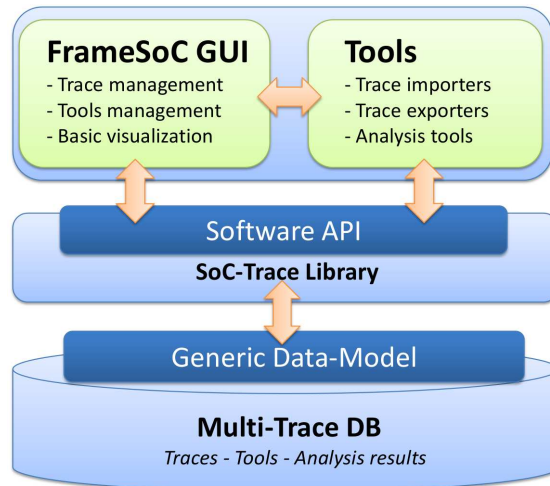 FrameSoC GUI
- Trace management
- Tools management
- Basic visualization
Tools
- Trace importers
- Trace exporters
- Analysis tools
Software API
SoC-Trace Library
Generic Data-Model
Multi-Trace DB
Traces - Tools - Analysis results